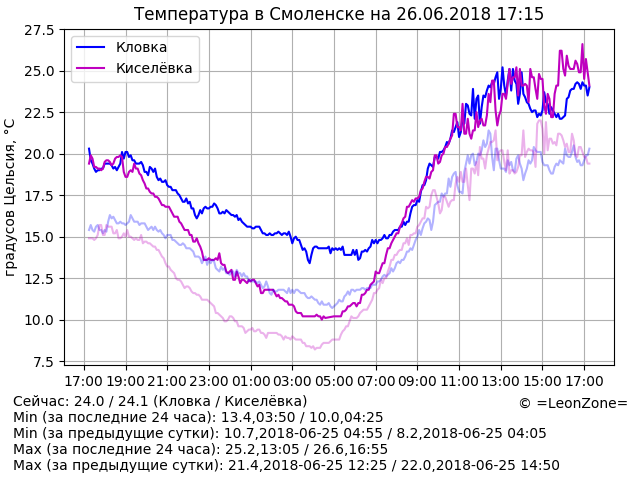 Температура в Смоленске на 26.06.2018 17:15
27.5
25.0
22.5
20.0
17.5
15.0
12.5
10.0
7.5
градусов Цельсия, °C
Кловка
Киселёвка
17:00 19:00 21:00 23:00 01:00 03:00 05:00 07:00 09:00 11:00 13:00 15:00 17:00
Сейчас: 24.0 / 24.1 (Кловка / Киселёвка)
© =LeonZone=
Min (за последние 24 часа): 13.4,03:50 / 10.0,04:25
Min (за предыдущие сутки): 10.7,2018-06-25 04:55 / 8.2,2018-06-25 04:05
Max (за последние 24 часа): 25.2,13:05 / 26.6,16:55
Max (за предыдущие сутки): 21.4,2018-06-25 12:25 / 22.0,2018-06-25 14:50